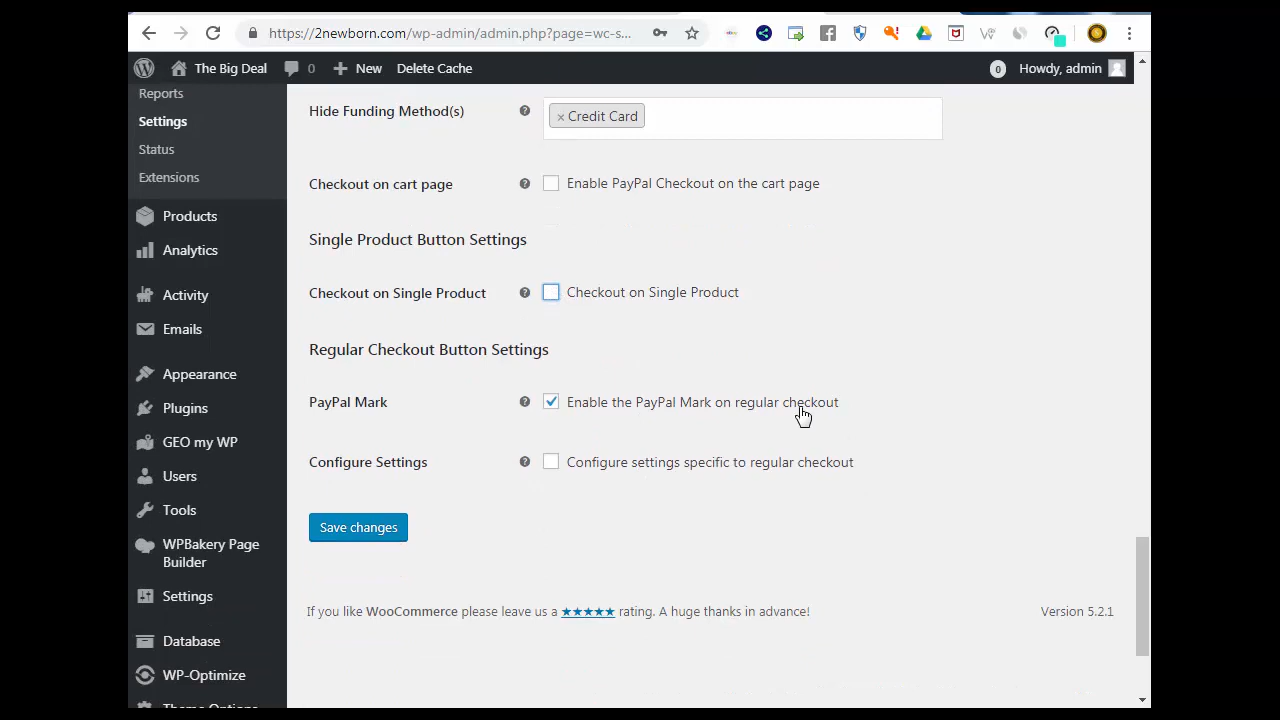 https://2newborn.com/wp-admin/admin.php?page=wc-s...
The Big Deal
0
New
Delete Cache
0
Howdy, admin
Reports
Settings
Status
Extensions
Products
Analytics
Activity
Emails
Appearance
Plugins
GEO my WP
Users
Tools
WPBakery Page
Builder
Settings
Database
WP-Optimize
Theme Options
Hide Funding Method(s)
× Credit Card
Checkout on cart page
Enable PayPal Checkout on the cart page
Single Product Button Settings
Checkout on Single Product
Checkout on Single Product
Regular Checkout Button Settings
PayPal Mark
Enable the PayPal Mark on regular checkout
Configure Settings
Configure settings specific to regular checkout
Save changes
If you like WooCommerce please leave us a ★★★★★ rating. A huge thanks in advance!
Version 5.2.1